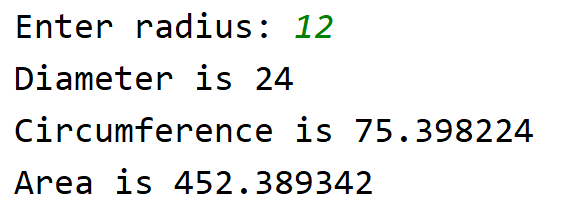 Enter radius: 12
Diameter is 24
Circumference is 75.398224
Area is 452.389342